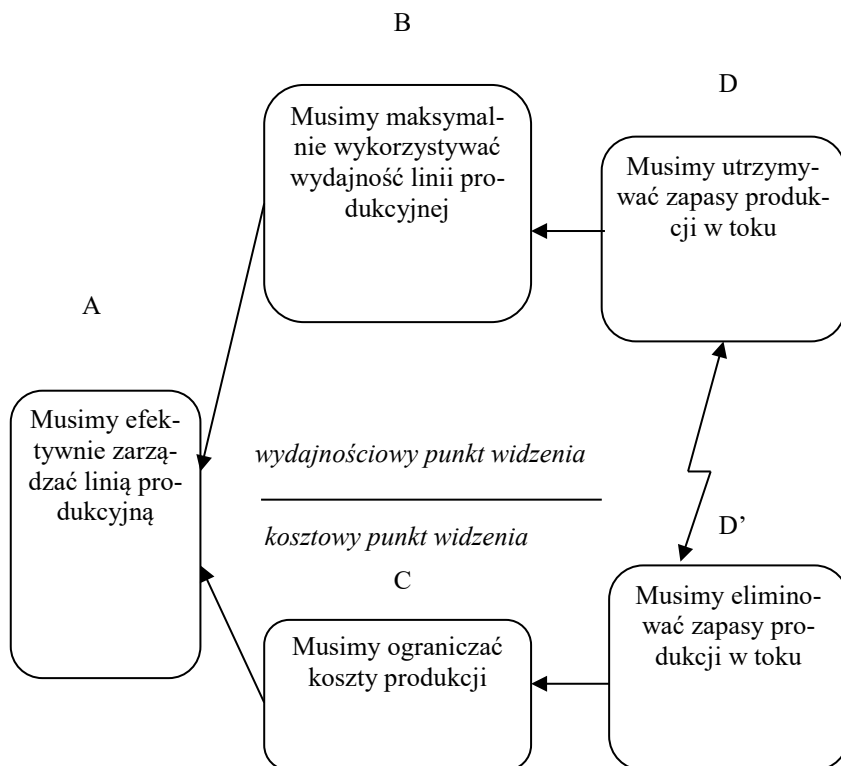 B
Musimy maksymal-
nie wykorzystywać
wydajność linii pro-
dukcyjnej
D
Musimy utrzymy-
wać zapasy produk-
cji w toku
A
Musimy efek-
tywnie zarzą-
dzać linią pro-
dukcyjną
wydajnościowy punkt widzenia
kosztowy punkt widzenia
C
Musimy ograniczać
koszty produkcji
D’
Musimy elimino-
wać zapasy pro-
dukcji w toku